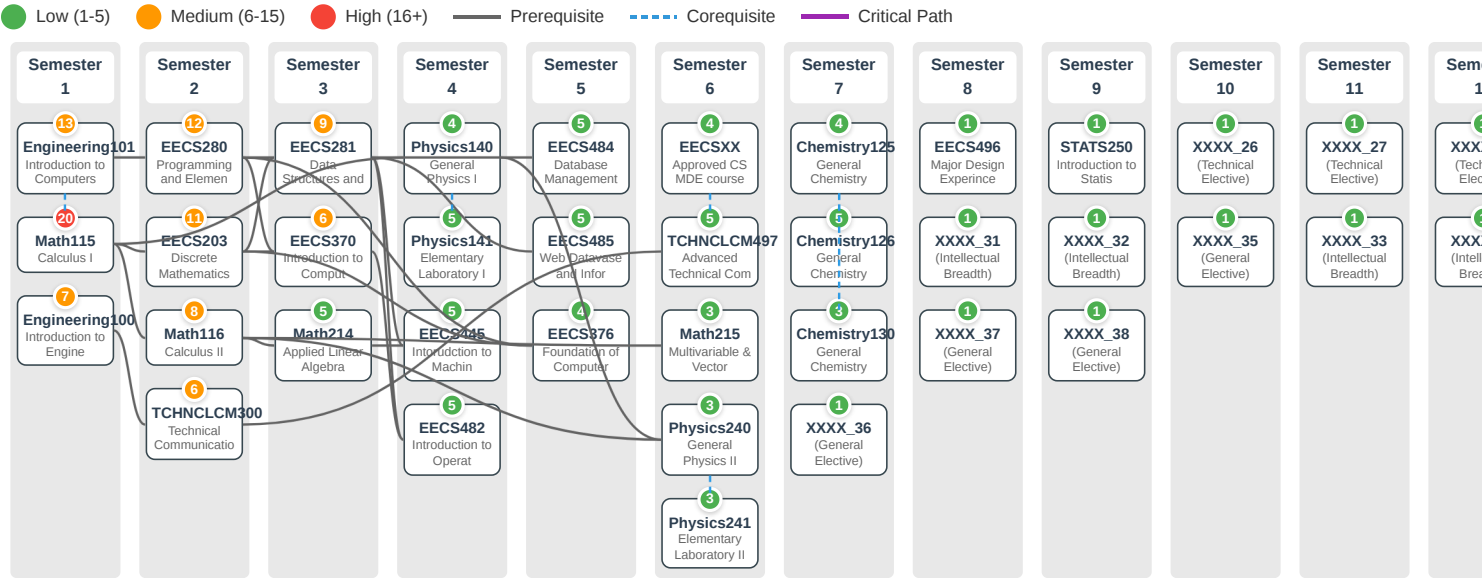 Low (1-5) Medium (6-15) High (16+) Prerequisite Corequisite Critical Path
Semester
1
13
Engineering101
Introduction to
Computers
20
Math115
Calculus I
7
Engineering100
Introduction to
Engine
Semester
2
12
EECS280
Programming
and Elemen
11
EECS203
Discrete
Mathematics
8
Math116
Calculus II
6
TCHNCLCM300
Technical
Communicatio
Semester
3
9
EECS281
Data
Structures and
6
EECS370
Introduction to
Comput
5
Math214
Applied Linear
Algebra
Semester
4
4
Physics140
General
Physics I
5
Physics141
Elementary
Laboratory I
5
EECS445
Intorudction to
Machin
5
EECS482
Introduction to
Operat
Semester
5
5
EECS484
Database
Management
5
EECS485
Web Datavase
and Infor
4
EECS376
Foundation of
Computer
Semester
6
4
EECSXX
Approved CS
MDE course
5
TCHNCLCM497
Advanced
Technical Com
3
Math215
Multivariable &
Vector
3
Physics240
General
Physics II
3
Physics241
Elementary
Laboratory II
Semester
7
4
Chemistry125
General
Chemistry
5
Chemistry126
General
Chemistry
3
Chemistry130
General
Chemistry
1
XXXX_36
(General
Elective)
Semester
8
1
EECS496
Major Design
Experince
1
XXXX_31
(Intellectual
Breadth)
1
XXXX_37
(General
Elective)
Semester
9
1
STATS250
Introduction to
Statis
1
XXXX_32
(Intellectual
Breadth)
1
XXXX_38
(General
Elective)
Semester
10
1
XXXX_26
(Technical
Elective)
1
XXXX_35
(General
Elective)
Semester
11
1
XXXX_27
(Technical
Elective)
1
XXXX_33
(Intellectual
Breadth)